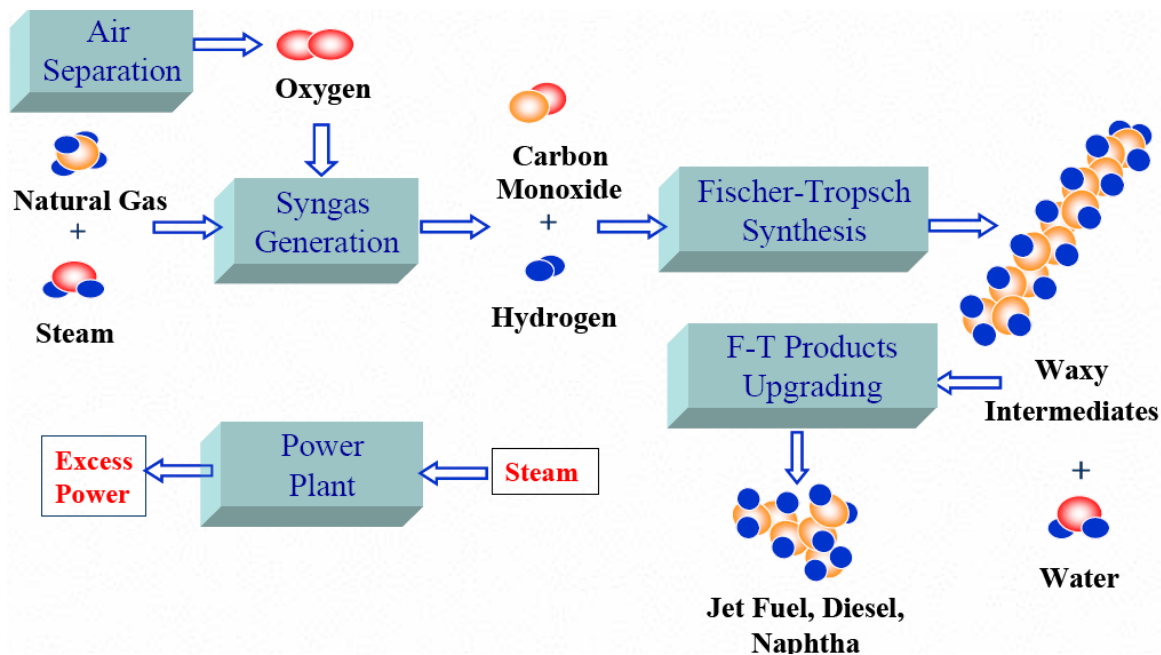 Air
Separation
Oxygen
Natural Gas
+
Steam
Syngas
Generation
Carbon
Monoxide
+
Hydrogen
Fischer-Tropsch
Synthesis
Waxy
Intermediates
+
Water
F-T Products
Upgrading
Jet Fuel, Diesel,
Naphtha
Steam
Power
Plant
Excess
Power